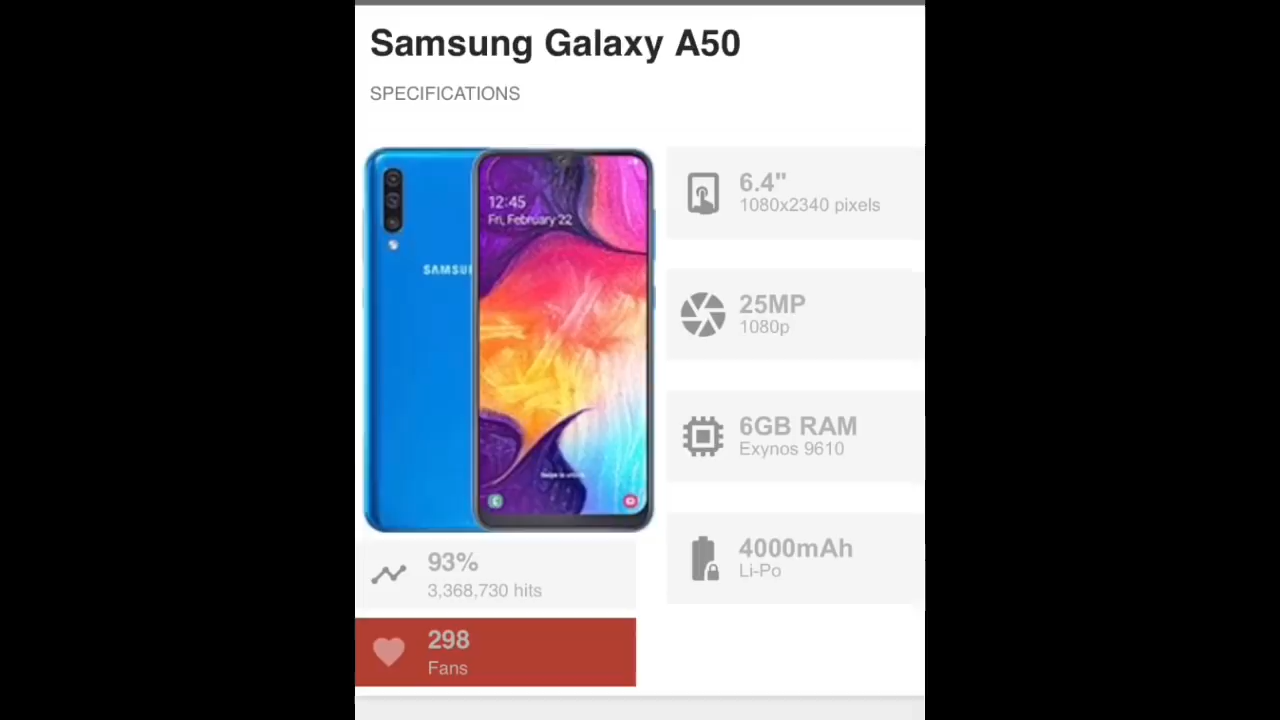 Samsung Galaxy A50
SPECIFICATIONS
12:45
Fri, February 22
SAMSU
6.4"
1080x2340 pixels
25MP
1080p
6GB RAM
Exynos 9610
4000mAh
Li-Po
93%
3,368,730 hits
298
Fans